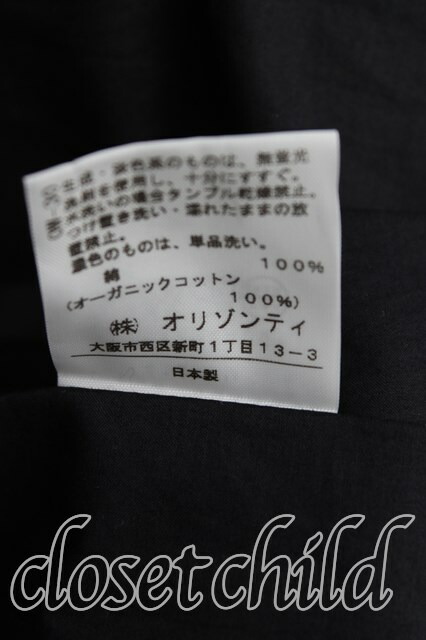 生成・淡色系のものは、無蛍光
洗剤を使用し、十分にすすぐ。
水洗いの場合タンブル乾燥禁止。
つけ置き洗い・濡れたままの放
置禁止。
濃色のものは、単品洗い。
綿 100%
(オーガニックコットン
100%)
㈱ オリゾンティ
大阪市西区新町1丁目13-3
日本製
closet child